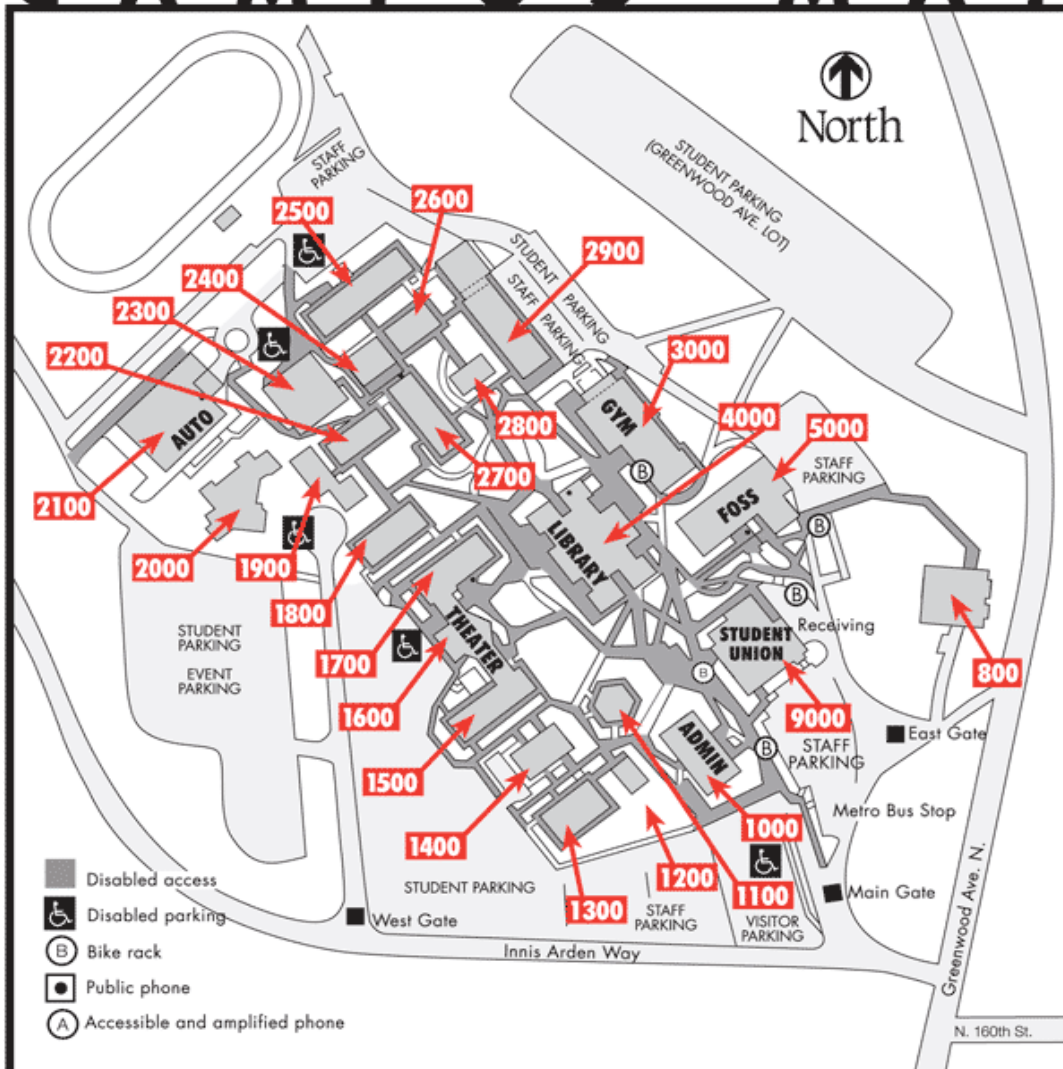 North
STAFF
PARKING
STUDENT PARKING
(GREENWOOD AVE. LOT)
2600
2500
STUDENT PARKING
STAFF PARKING
2900
2400
2300
2200
3000
GYM
4000
2800
5000
AUTO
STAFF
PARKING
2700
2100
FOSS
B
B
LIBRARY
2000
1900
B
1800
THEATER
STUDENT
PARKING
EVENT
PARKING
STUDENT
UNION
Receiving
1700
B
800
1600
9000
East Gate
ADMIN
B
STAFF
PARKING
1500
1400
1000
Metro Bus Stop
1200
1100
1300
STUDENT PARKING
STAFF
PARKING
VISITOR
PARKING
Main Gate
West Gate
Innis Arden Way
Greenwood Ave. N.
N. 160th St.
Disabled access
Disabled parking
B Bike rack
Public phone
A Accessible and amplified phone